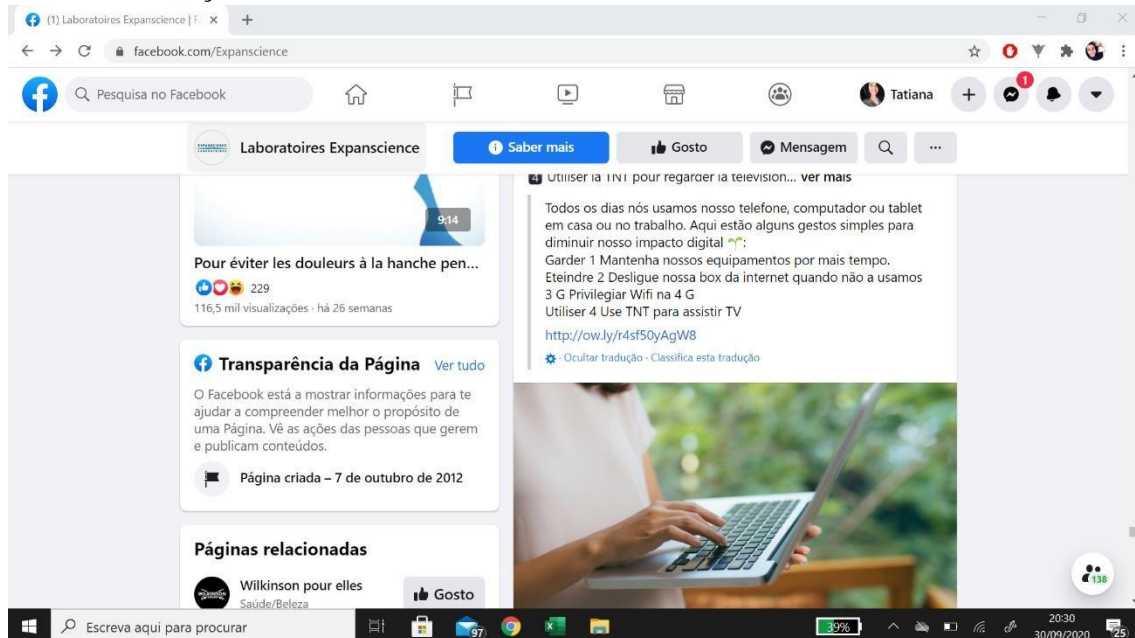 (1) Laboratoires Expanscience | F
facebook.com/Expanscience
Pesquisa no Facebook
Tatiana
1
Laboratoires Expanscience
Saber mais
Gosto
Mensagem
9:14
Pour éviter les douleurs à la hanche pen...
229
116,5 mil visualizações · há 26 semanas
Transparência da Página Ver tudo
O Facebook está a mostrar informações para te
ajudar a compreender melhor o propósito de
uma Página. Vê as ações das pessoas que gerem
e publicam conteúdos.
Página criada – 7 de outubro de 2012
Páginas relacionadas
Wilkinson pour elles
Saúde/Beleza
Gosto
4 Utiliser la TNT pour regarder la télévision... Ver mais
Todos os dias nós usamos nosso telefone, computador ou tablet
em casa ou no trabalho. Aqui estão alguns gestos simples para
diminuir nosso impacto digital 🌱:
Garder 1 Mantenha nossos equipamentos por mais tempo.
Eteindre 2 Desligue nossa box da internet quando não a usamos
3 G Privilegiar Wifi na 4 G
Utiliser 4 Use TNT para assistir TV
http://ow.ly/r4sf50yAgW8
· Ocultar tradução · Classifica esta tradução
138
Escreva aqui para procurar
97
39%
20:30
30/09/2020
25